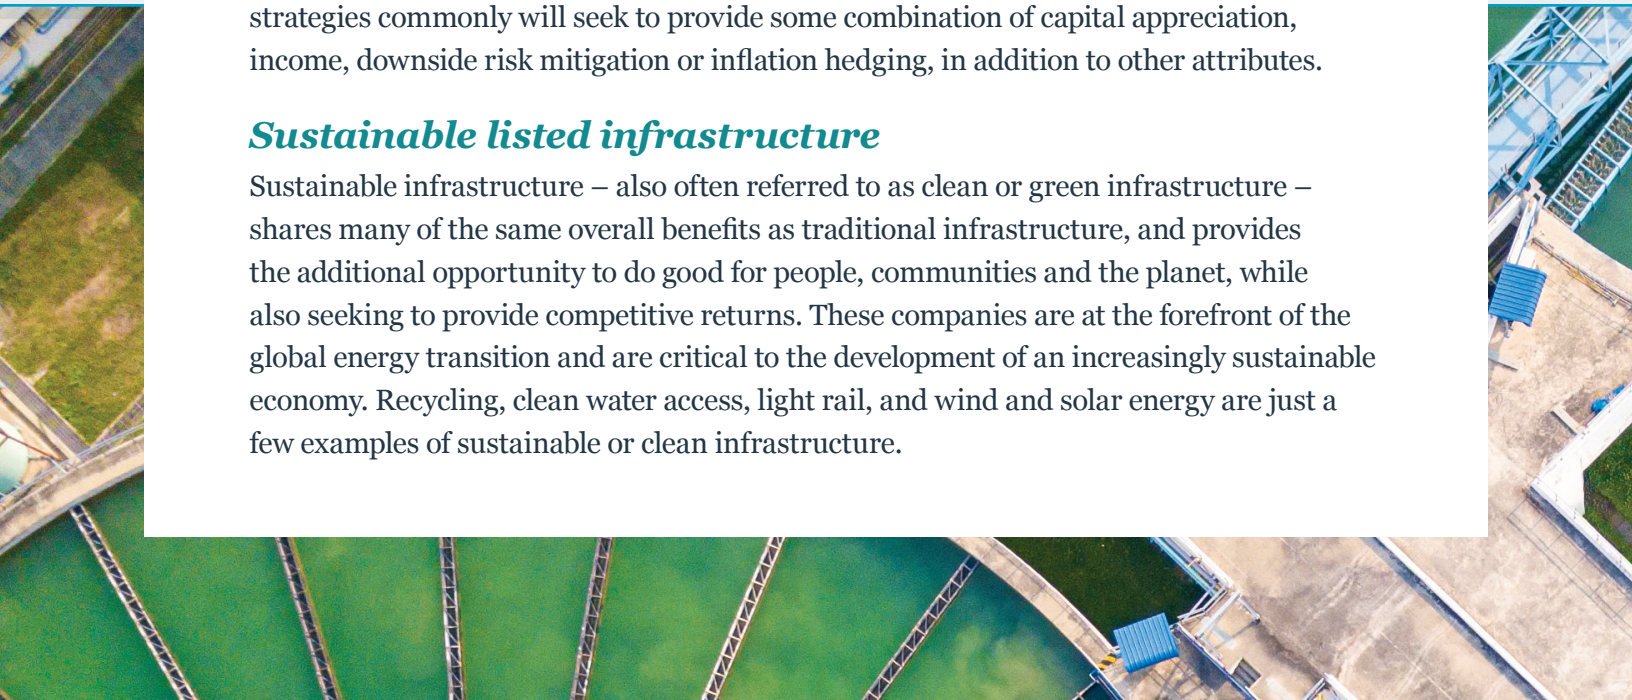 strategies commonly will seek to provide some combination of capital appreciation,
income, downside risk mitigation or inflation hedging, in addition to other attributes.
Sustainable listed infrastructure
Sustainable infrastructure – also often referred to as clean or green infrastructure –
shares many of the same overall benefits as traditional infrastructure, and provides
the additional opportunity to do good for people, communities and the planet, while
also seeking to provide competitive returns. These companies are at the forefront of the
global energy transition and are critical to the development of an increasingly sustainable
economy. Recycling, clean water access, light rail, and wind and solar energy are just a
few examples of sustainable or clean infrastructure.